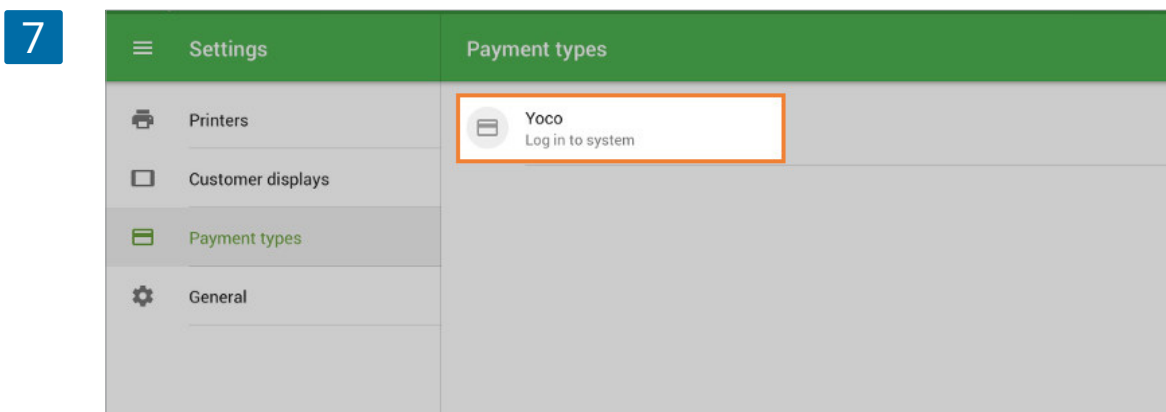 7
Settings
Payment types
Printers
Yoco
Log in to system
Customer displays
Payment types
General